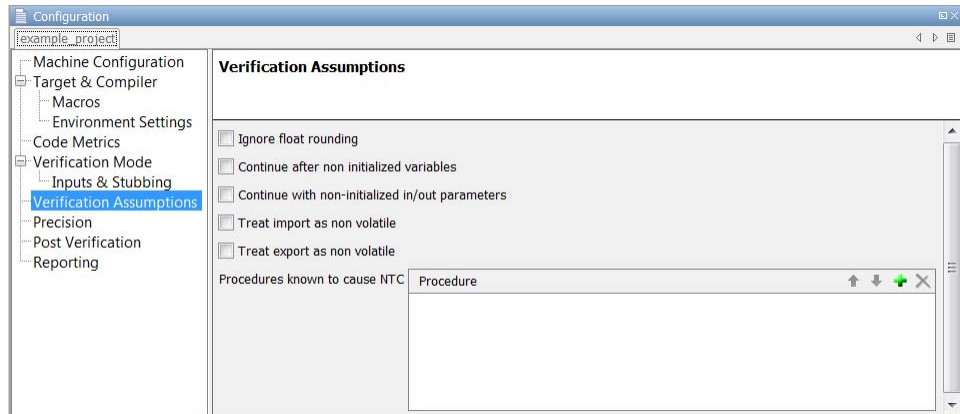 Configuration
example_project
Machine Configuration
Target & Compiler
Macros
Environment Settings
Code Metrics
Verification Mode
Inputs & Stubbing
Verification Assumptions
Precision
Post Verification
Reporting
Verification Assumptions
Ignore float rounding
Continue after non initialized variables
Continue with non-initialized in/out parameters
Treat import as non volatile
Treat export as non volatile
Procedures known to cause NTC
Procedure